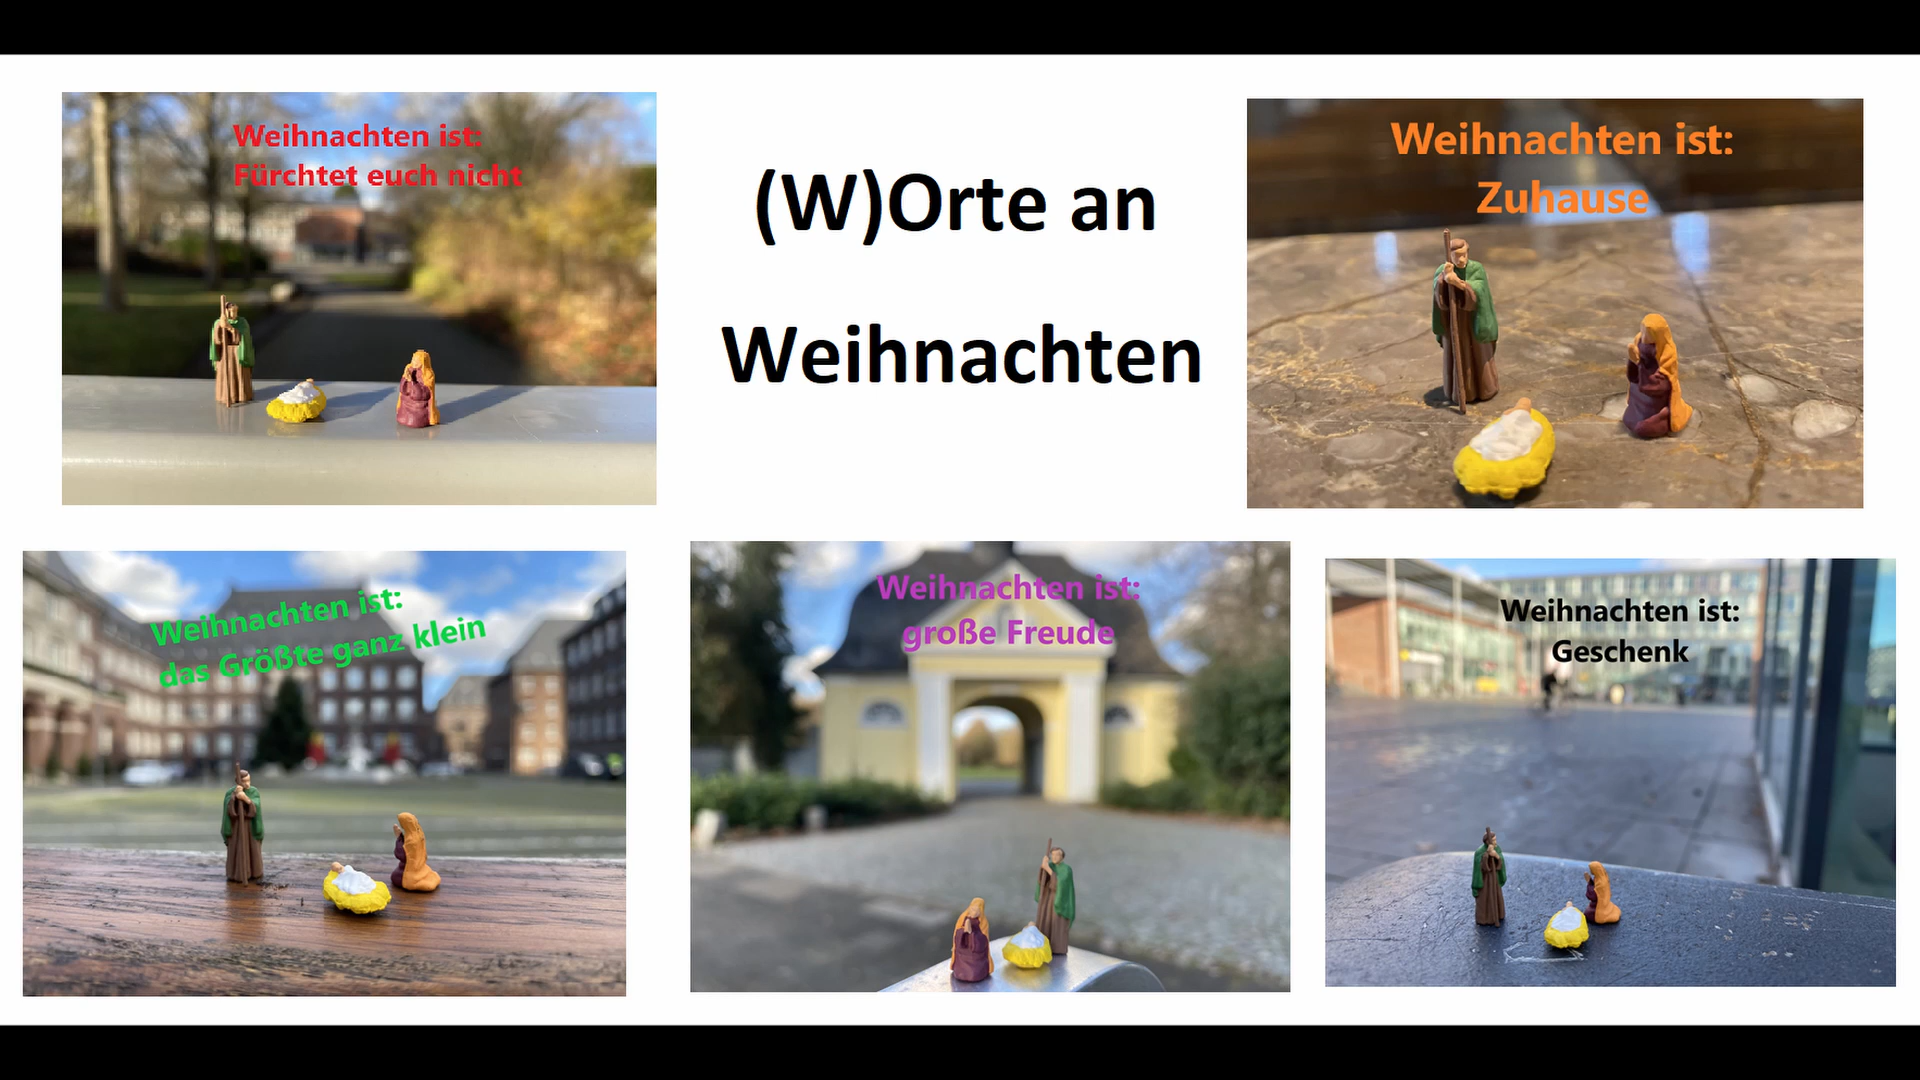 Weihnachten ist:
Fürchtet euch nicht
(W)Orte an
Weihnachten
Weihnachten ist:
Zuhause
Weihnachten ist:
das Größte ganz klein
Weihnachten ist:
große Freude
Weihnachten ist:
Geschenk